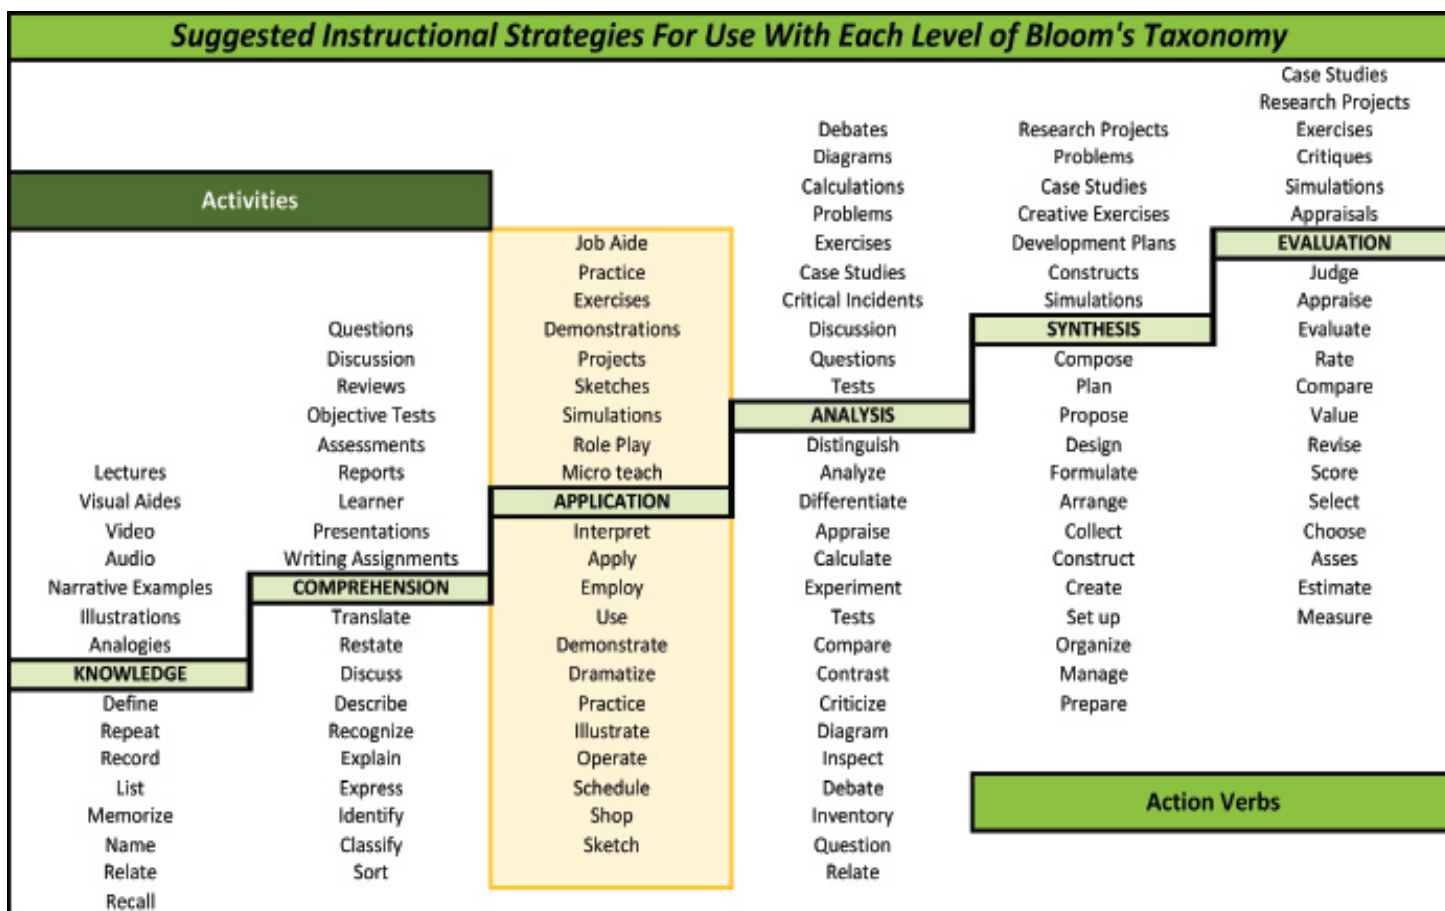 Suggested Instructional Strategies For Use With Each Level of Bloom's Taxonomy
Activities
Lectures
Visual Aides
Video
Audio
Narrative Examples
Illustrations
Analogies
KNOWLEDGE
Define
Repeat
Record
List
Memorize
Name
Relate
Recall
Questions
Discussion
Reviews
Objective Tests
Assessments
Reports
Learner
Presentations
Writing Assignments
COMPREHENSION
Translate
Restate
Discuss
Describe
Recognize
Explain
Express
Identify
Classify
Sort
Job Aide
Practice
Exercises
Demonstrations
Projects
Sketches
Simulations
Role Play
Micro teach
APPLICATION
Interpret
Apply
Employ
Use
Demonstrate
Dramatize
Practice
Illustrate
Operate
Schedule
Shop
Sketch
Debates
Diagrams
Calculations
Problems
Exercises
Case Studies
Critical Incidents
Discussion
Questions
Tests
ANALYSIS
Distinguish
Analyze
Differentiate
Appraise
Calculate
Experiment
Tests
Compare
Contrast
Criticize
Diagram
Inspect
Debate
Inventory
Question
Relate
Research Projects
Problems
Case Studies
Creative Exercises
Development Plans
Constructs
Simulations
SYNTHESIS
Compose
Plan
Propose
Design
Formulate
Arrange
Collect
Construct
Create
Set up
Organize
Manage
Prepare
Case Studies
Research Projects
Exercises
Critiques
Simulations
Appraisals
EVALUATION
Judge
Appraise
Evaluate
Rate
Compare
Value
Revise
Score
Select
Choose
Asses
Estimate
Measure
Action Verbs